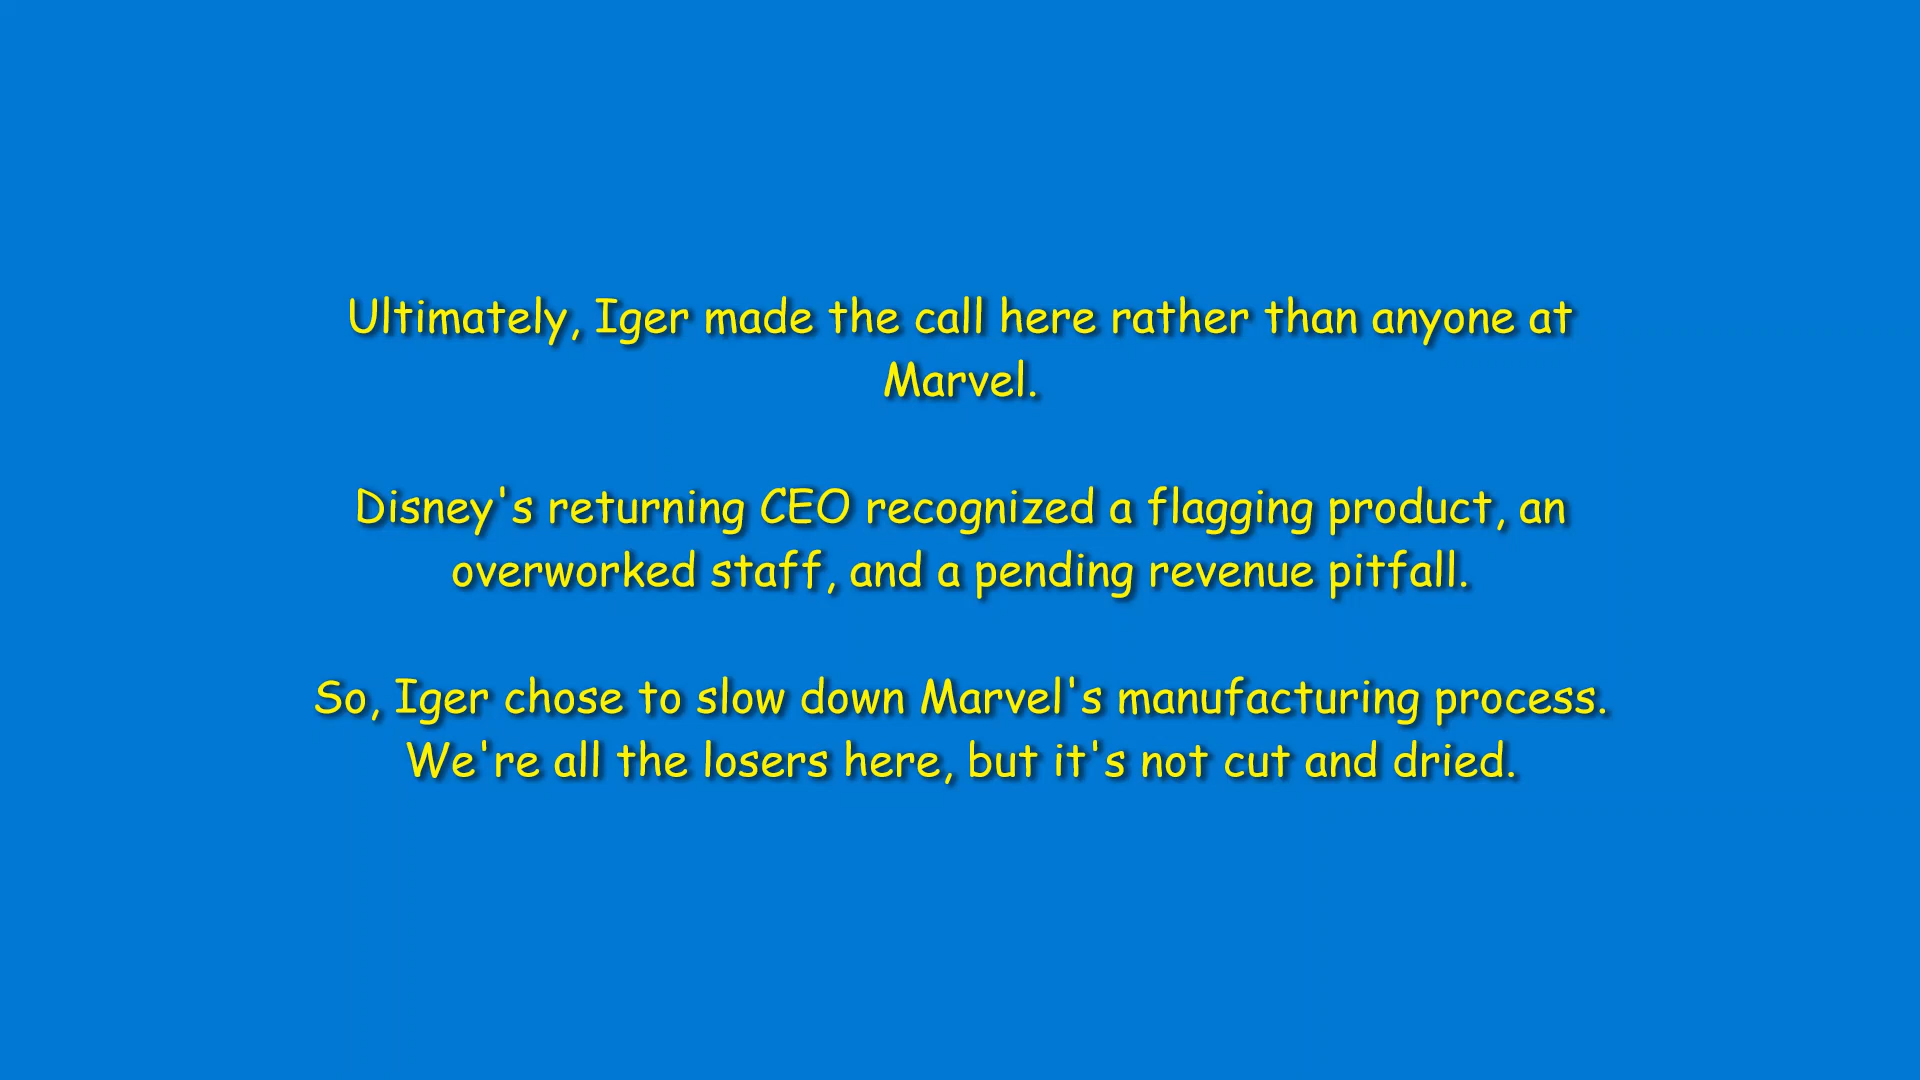 Ultimately, Iger made the call here rather than anyone at
Marvel.
Disney's returning CEO recognized a flagging product, an
overworked staff, and a pending revenue pitfall.
So, Iger chose to slow down Marvel's manufacturing process.
We're all the losers here, but it's not cut and dried.